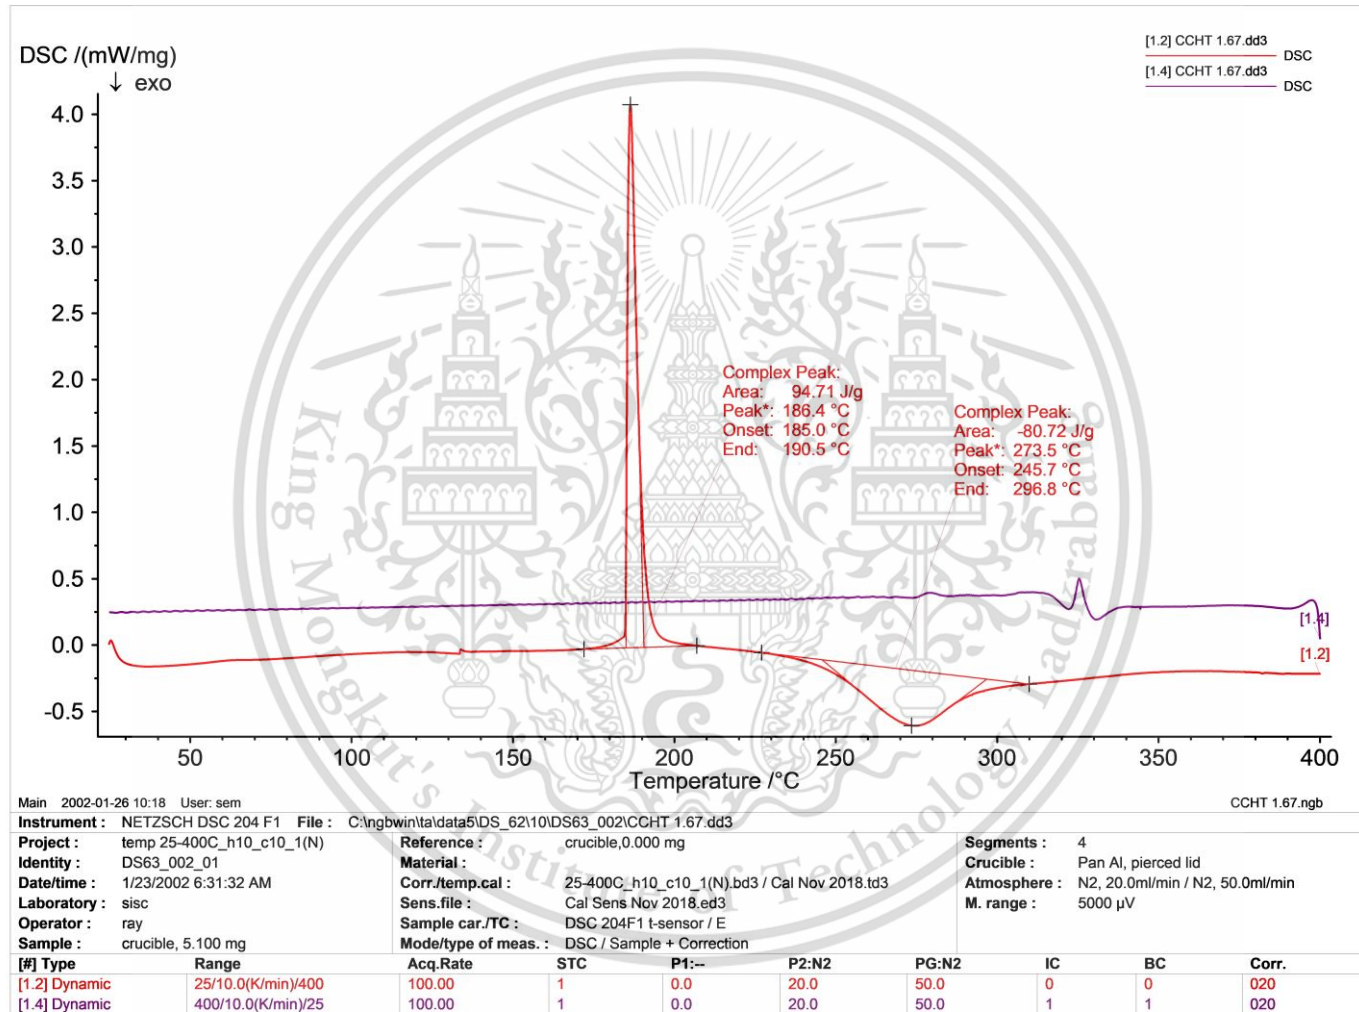 DSC /(mW/mg)
↓ exo
[1.2] CCHT 1.67.dd3
DSC
[1.4] CCHT 1.67.dd3
DSC
4.0
3.5
3.0
2.5
2.0
1.5
1.0
0.5
0.0
-0.5
Complex Peak:
Area: 94.71 J/g
Peak*: 186.4 °C
Onset: 185.0 °C
End: 190.5 °C
Complex Peak:
Area: -80.72 J/g
Peak*: 273.5 °C
Onset: 245.7 °C
End: 296.8 °C
[1.4]
[1.2]
50 100 150 200 250 300 350 400
Temperature /°C
King Mongkut's Institute of Technology Ladkrabang
Main 2002-01-26 10:18 User: sem CCHT 1.67.ngb
Instrument : NETZSCH DSC 204 F1 File : C:\ngbwin\ta\data5\DS_62\10\DS63_002\CCHT 1.67.dd3
Project : temp 25-400C_h10_c10_1(N) Reference : crucible,0.000 mg Segments : 4
Identity : DS63_002_01 Material : Crucible : Pan Al, pierced lid
Date/time : 1/23/2002 6:31:32 AM Corr./temp.cal : 25-400C_h10_c10_1(N).bd3 / Cal Nov 2018.td3 Atmosphere : N2, 20.0ml/min / N2, 50.0ml/min
Laboratory : sisc Sens.file : Cal Sens Nov 2018.ed3 M. range : 5000 µV
Operator : ray Sample car./TC : DSC 204F1 t-sensor / E
Sample : crucible, 5.100 mg Mode/type of meas. : DSC / Sample + Correction
[#] Type Range Acq.Rate STC P1:-- P2:N2 PG:N2 IC BC Corr.
[1.2] Dynamic 25/10.0(K/min)/400 100.00 1 0.0 20.0 50.0 0 0 020
[1.4] Dynamic 400/10.0(K/min)/25 100.00 1 0.0 20.0 50.0 1 1 020